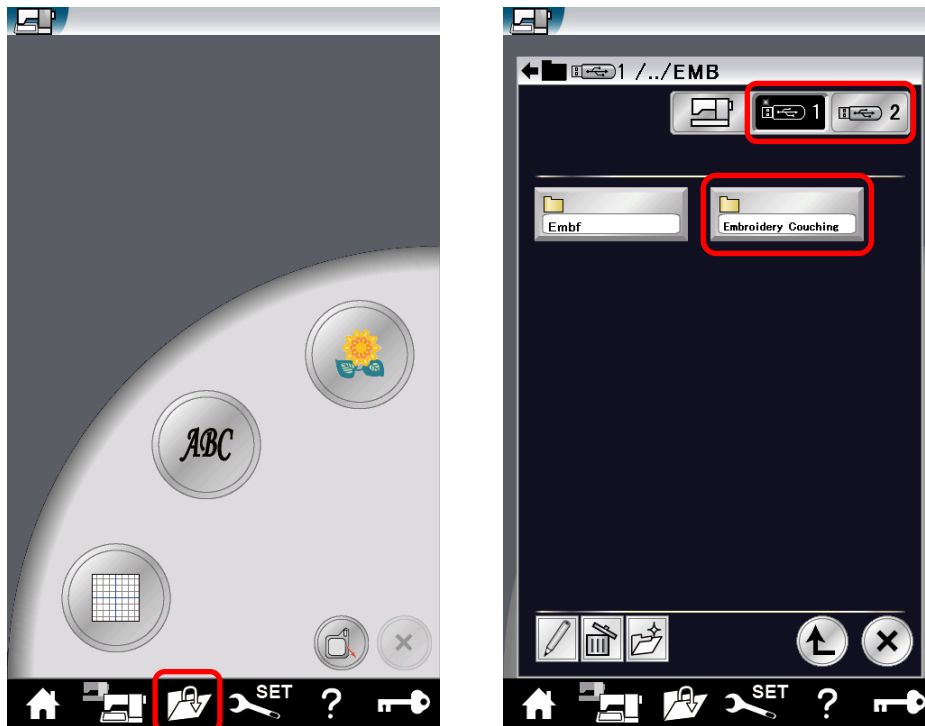 ABC
SET
?
1 /../EMB
1
2
Embf
Embroidery Couching
SET
?